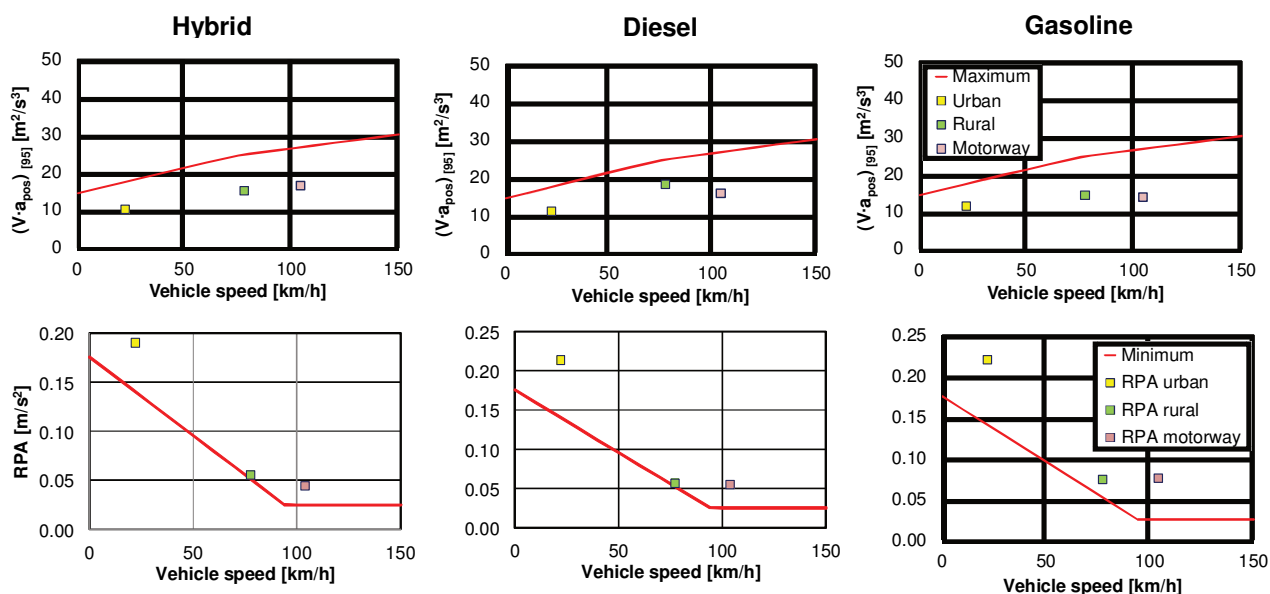 Hybrid
Diesel
Gasoline
(V·apos)_[95] [m²/s³]
50
40
30
20
10
0
0 50 100 150
Vehicle speed [km/h]
(V·apos)_[95] [m²/s³]
50
40
30
20
10
0
0 50 100 150
Vehicle speed [km/h]
(V·apos)_[95] [m²/s³]
50
40
30
20
10
0
0 50 100 150
Vehicle speed [km/h]
Maximum
Urban
Rural
Motorway
RPA [m/s²]
0.20
0.15
0.10
0.05
0.00
0 50 100 150
Vehicle speed [km/h]
0.25
0.20
0.15
0.10
0.05
0.00
0 50 100 150
Vehicle speed [km/h]
0.25
0.20
0.15
0.10
0.05
0.00
0 50 100 150
Vehicle speed [km/h]
Minimum
RPA urban
RPA rural
RPA motorway